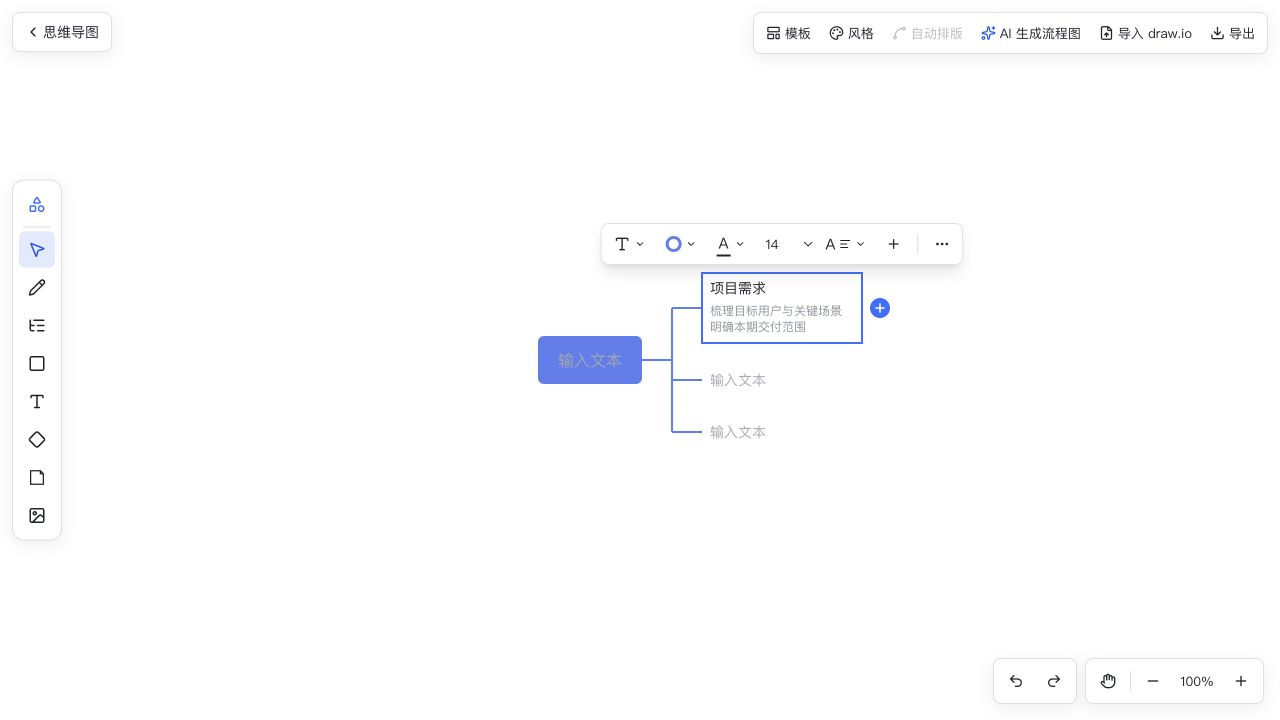 思维导图
模板
风格
自动排版
AI 生成流程图
导入 draw.io
导出
A
14
A
项目需求
梳理目标用户与关键场景
明确本期交付范围
输入文本
输入文本
输入文本
100%